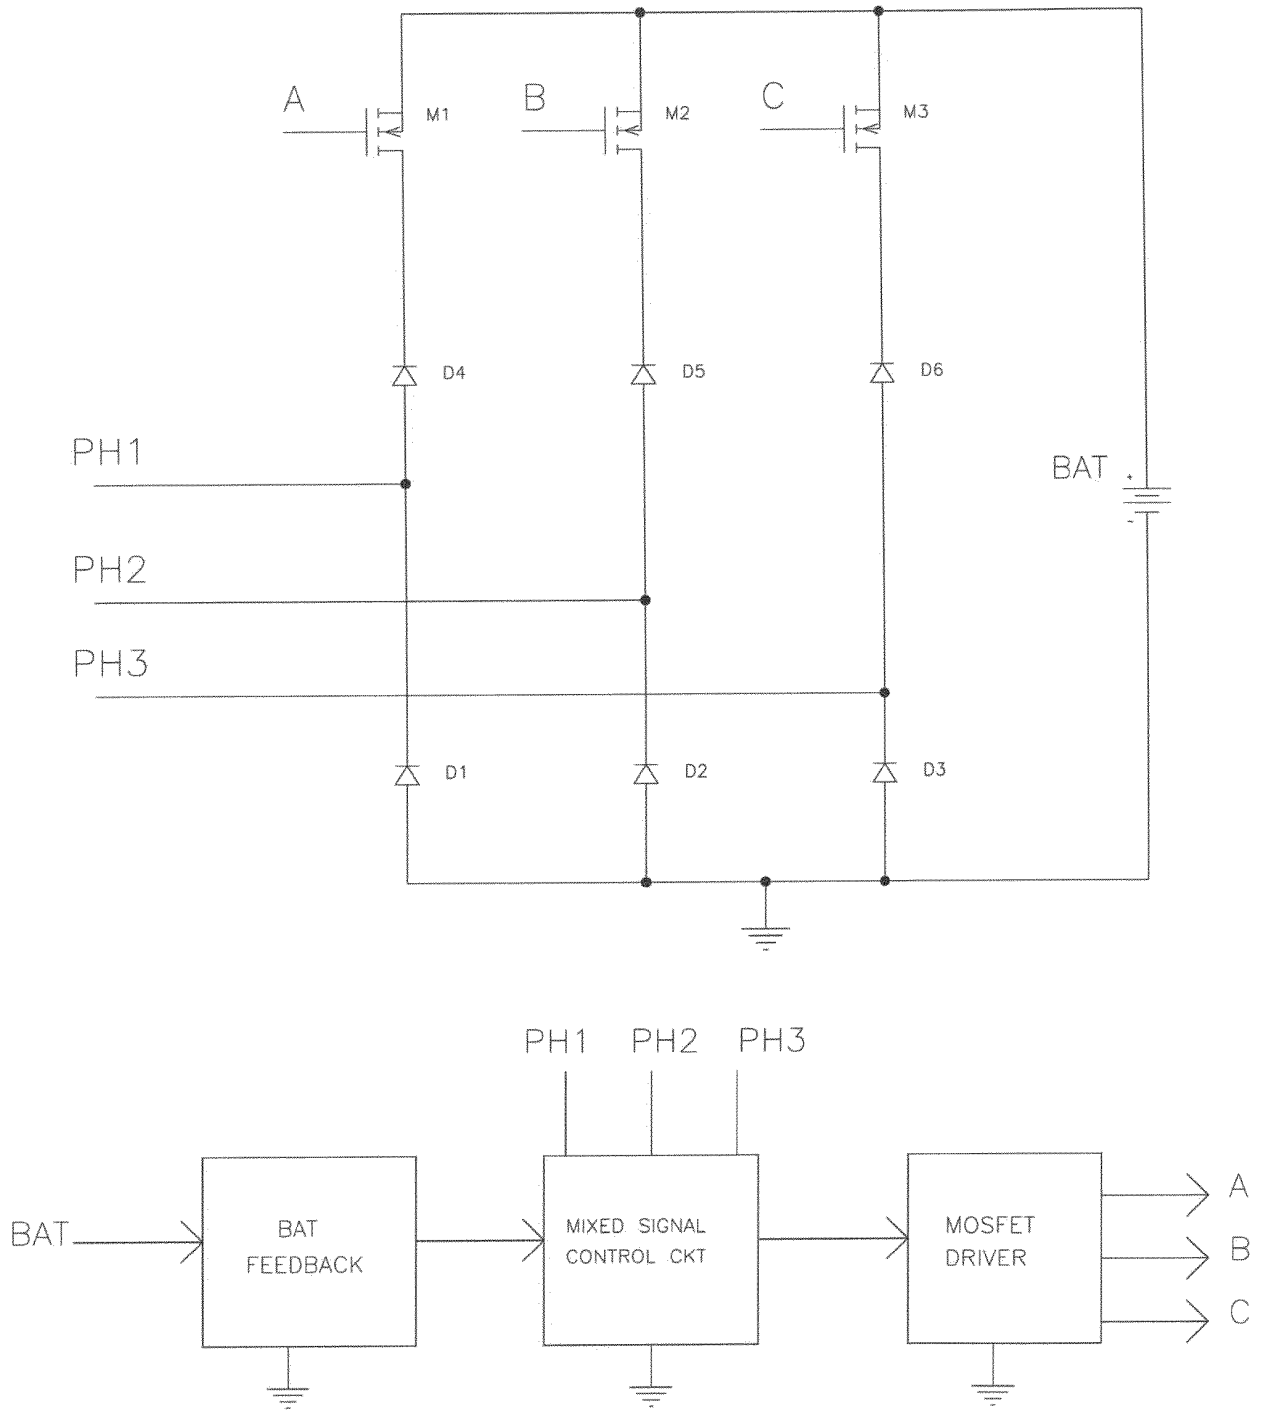 A
M1
B
M2
C
M3
D4
D5
D6
PH1
BAT
+
-
PH2
PH3
D1
D2
D3
PH1 PH2 PH3
BAT
BAT
FEEDBACK
MIXED SIGNAL
CONTROL CKT
MOSFET
DRIVER
A
B
C